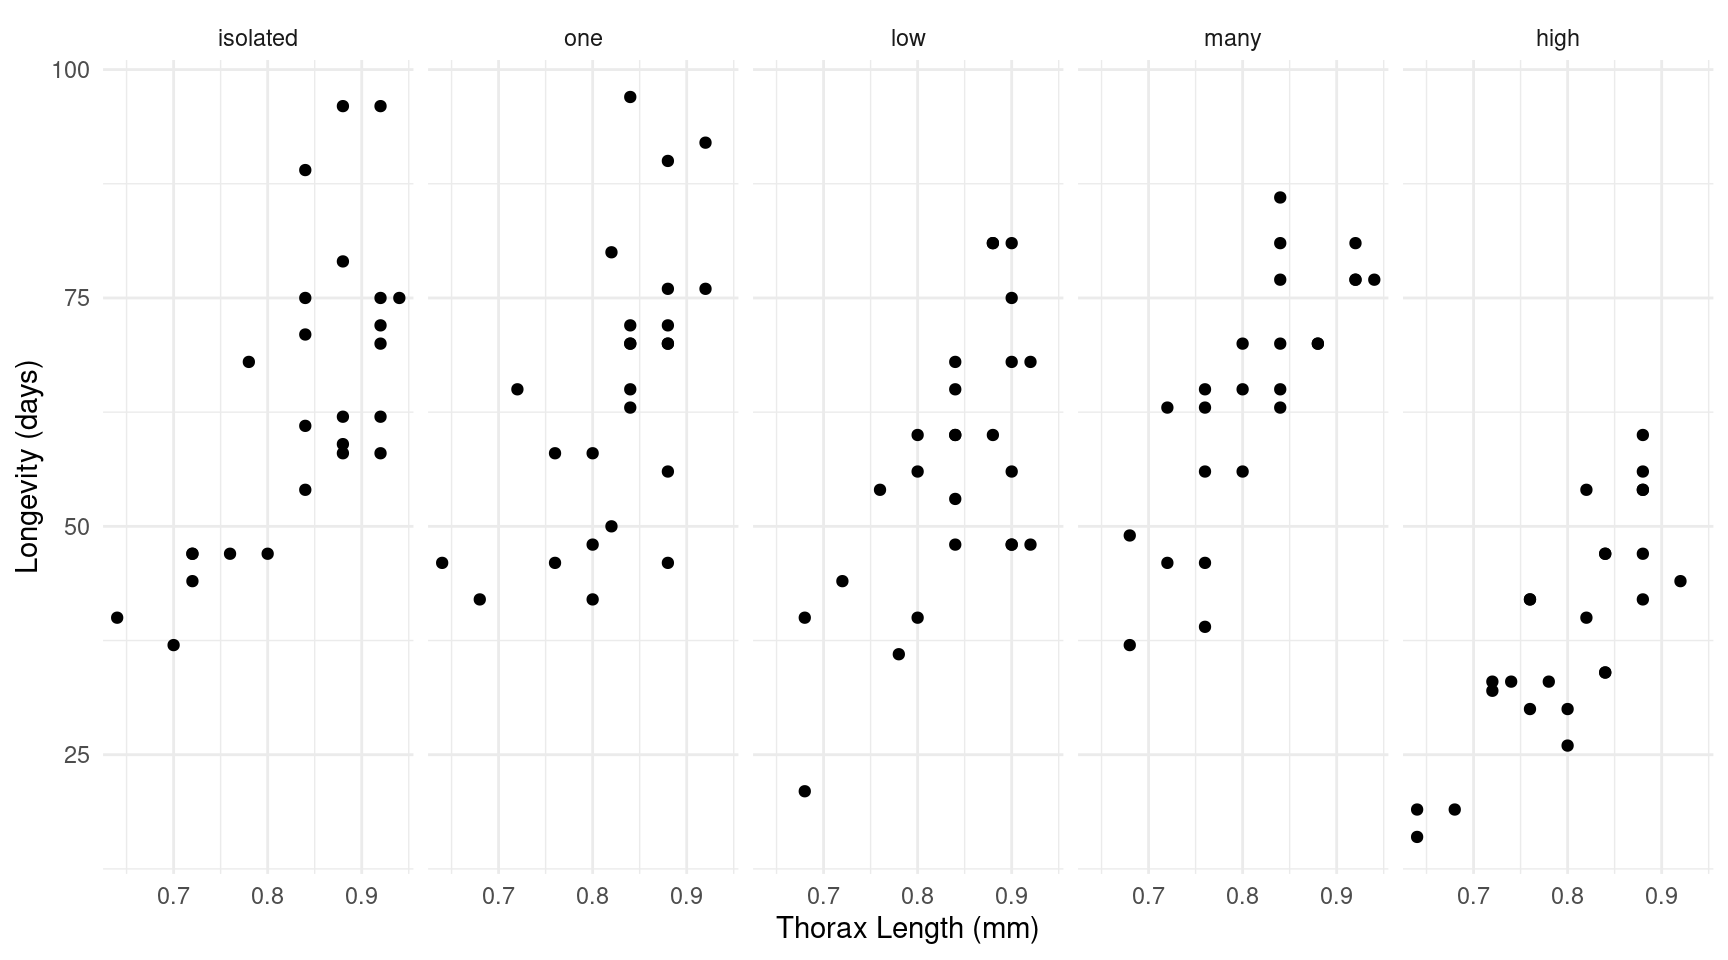 isolated one low many high
100
75
50
25
Longevity (days)
0.7 0.8 0.9 0.7 0.8 0.9 0.7 0.8 0.9 0.7 0.8 0.9 0.7 0.8 0.9
Thorax Length (mm)